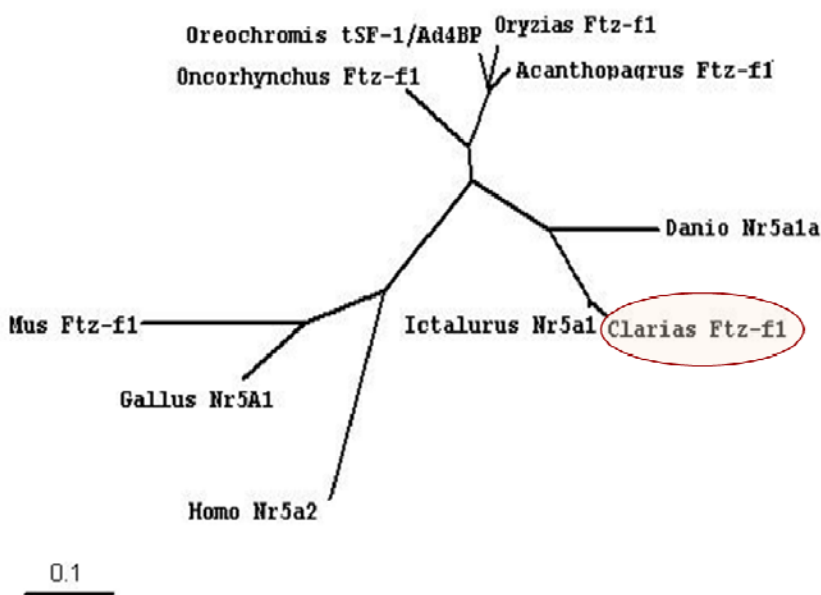 Oryzias Ftz-f1
Oreochromis tSF-1/Ad4BP
Acanthopagrus Ftz-f1
Oncorhynchus Ftz-f1
Danio Nr5a1a
Mus Ftz-f1
Ictalurus Nr5a1
Clarias Ftz-f1
Gallus Nr5A1
Homo Nr5a2
0.1